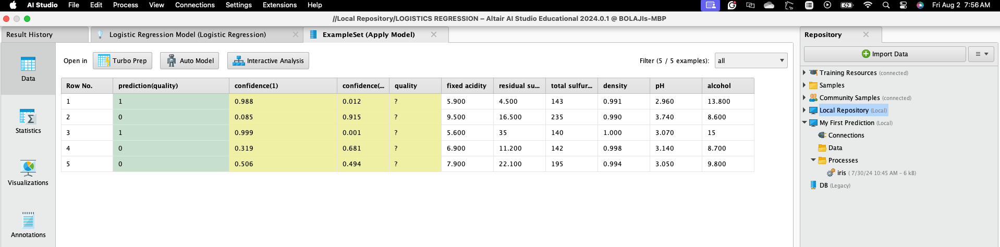 AI Studio File Edit Process View Connections Settings Extensions Help Fri Aug 2 7:56 AM
//Local Repository/LOGISTICS REGRESSION – Altair AI Studio Educational 2024.0.1 @ BOLAJIs-MBP
Result History Logistic Regression Model (Logistic Regression) ExampleSet (Apply Model) Repository
Data
Statistics
Visualizations
Annotations
Open in Turbo Prep Auto Model Interactive Analysis Filter (5 / 5 examples): all
Row No. prediction(quality) confidence(1) confidence(... quality fixed acidity residual su... total sulfur... density pH alcohol
1 1 0.988 0.012 ? 5.900 4.500 143 0.991 2.960 13.800
2 0 0.085 0.915 ? 9.500 16.500 235 0.990 3.740 8.600
3 1 0.999 0.001 ? 5.600 35 140 1.000 3.070 15
4 0 0.319 0.681 ? 6.900 11.200 142 0.998 3.140 8.700
5 0 0.506 0.494 ? 7.900 22.100 195 0.994 3.050 9.800
Import Data
Training Resources (connected)
Samples
Community Samples (connected)
Local Repository (Local)
My First Prediction (Local)
Connections
Data
Processes
iris ( 7/30/24 10:45 AM – 6 kB)
DB (Legacy)